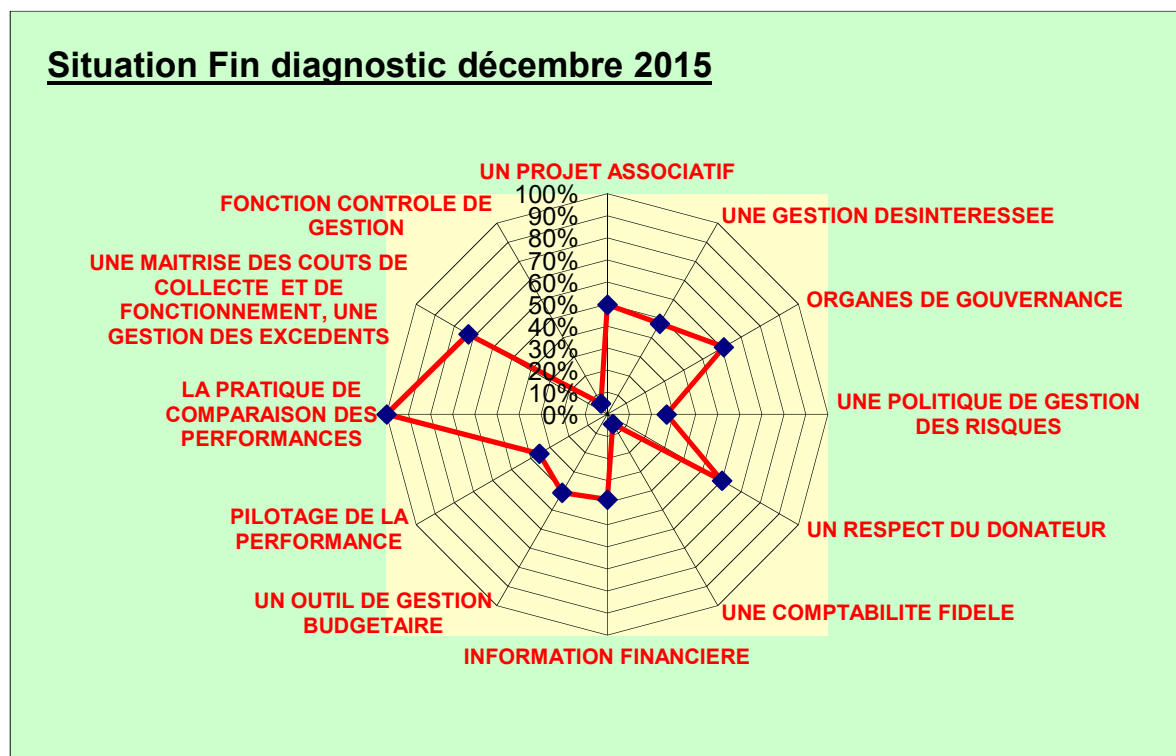 Situation Fin diagnostic décembre 2015
UN PROJET ASSOCIATIF
UNE GESTION DESINTERESSEE
ORGANES DE GOUVERNANCE
UNE POLITIQUE DE GESTION
DES RISQUES
UN RESPECT DU DONATEUR
UNE COMPTABILITE FIDELE
INFORMATION FINANCIERE
UN OUTIL DE GESTION
BUDGETAIRE
PILOTAGE DE LA
PERFORMANCE
LA PRATIQUE DE
COMPARAISON DES
PERFORMANCES
UNE MAITRISE DES COUTS DE
COLLECTE ET DE
FONCTIONNEMENT, UNE
GESTION DES EXCEDENTS
FONCTION CONTROLE DE
GESTION
100%
90%
80%
70%
60%
50%
40%
30%
20%
10%
0%